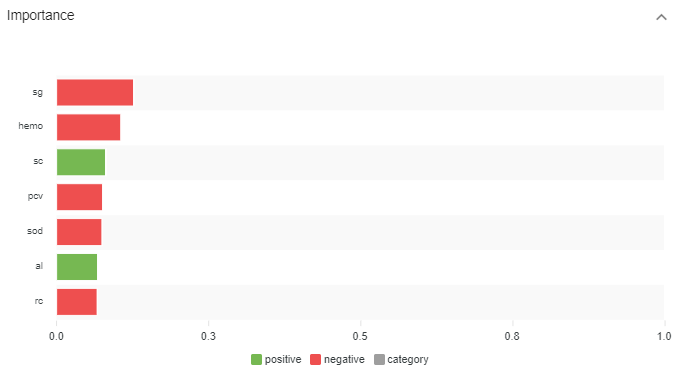 Importance
sg
hemo
sc
pcv
sod
al
rc
0.0 0.3 0.5 0.8 1.0
positive negative category